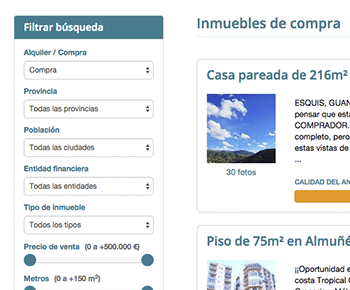 Filtrar búsqueda
Alquiler / Compra
Compra
Provincia
Todas las provincias
Población
Todas las ciudades
Entidad financiera
Todas las entidades
Tipo de inmueble
Todos los tipos
Precio de venta (0 a +500.000 €)
Metros (0 a +150 m²)
Inmuebles de compra
Casa pareada de 216m²
30 fotos
ESQUIS, GUAN
pensar que esta
COMPRADOR.
completo, pero
estas vistas de
...
CALIDAD DEL AN
Piso de 75m² en Almuñé
¡¡Oportunidad e
costa Tropical